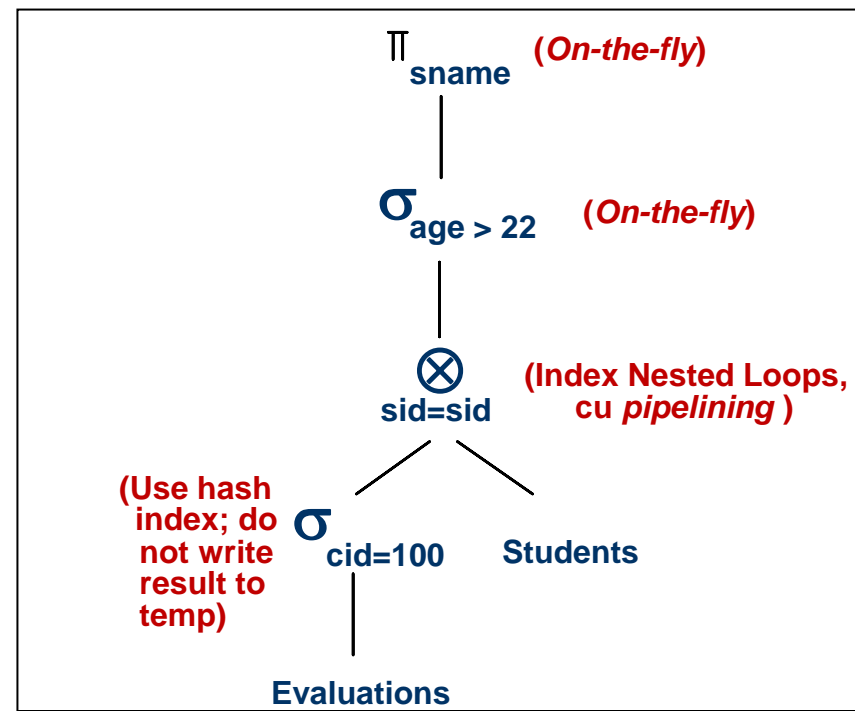 π sname (On-the-fly)
σ age > 22 (On-the-fly)
⊗ (Index Nested Loops,
sid=sid cu pipelining )
(Use hash
index; do
not write
result to
temp)
σ cid=100
Students
Evaluations